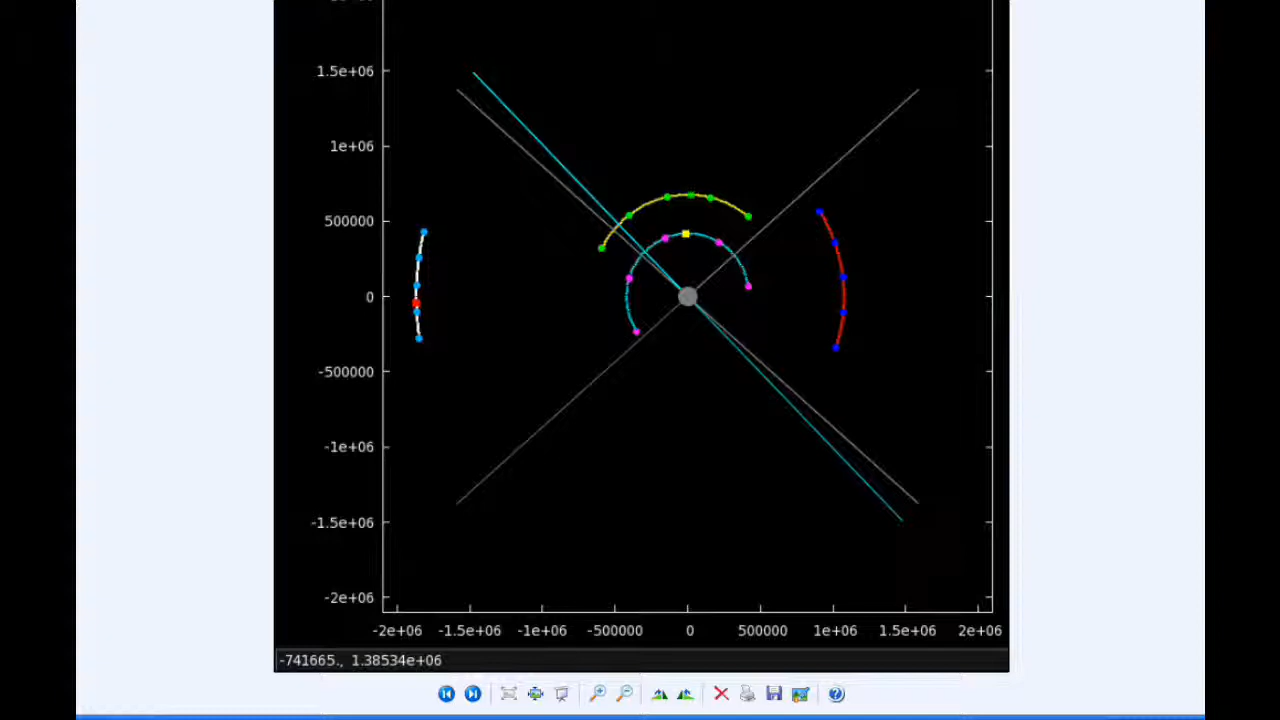 1.5e+06
1e+06
500000
0
-500000
-1e+06
-1.5e+06
-2e+06
-2e+06 -1.5e+06 -1e+06 -500000 0 500000 1e+06 1.5e+06 2e+06
-741665., 1.38534e+06